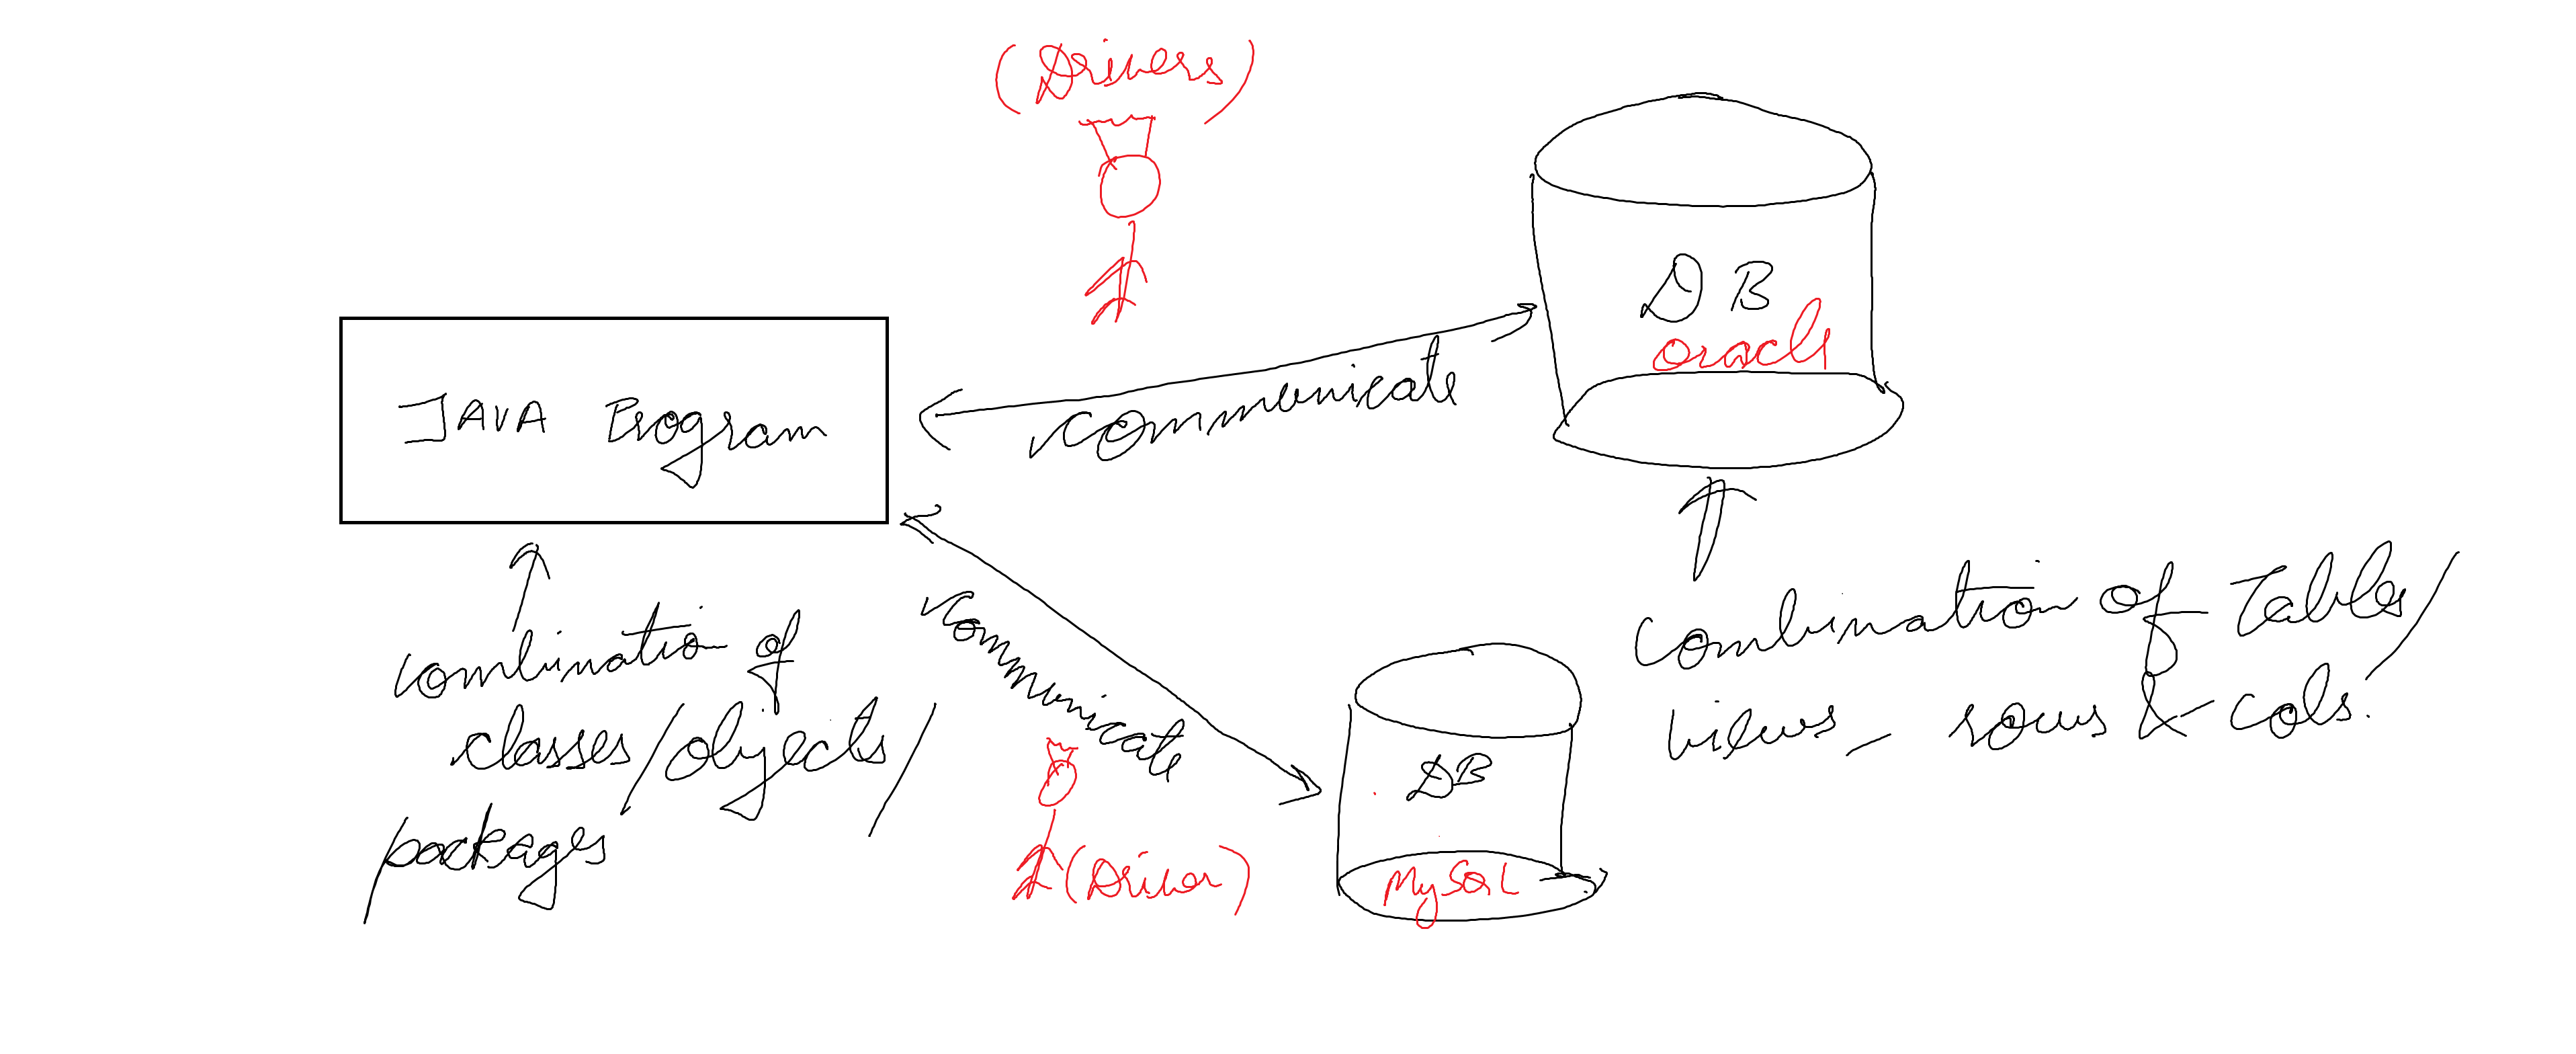 (Drivers)
DB
oracle
JAVA Program
communicate
combination of
classes/objects/
packages
communicate
(Driver)
DB
MySQL
combination of Tables/
views - rows & cols.